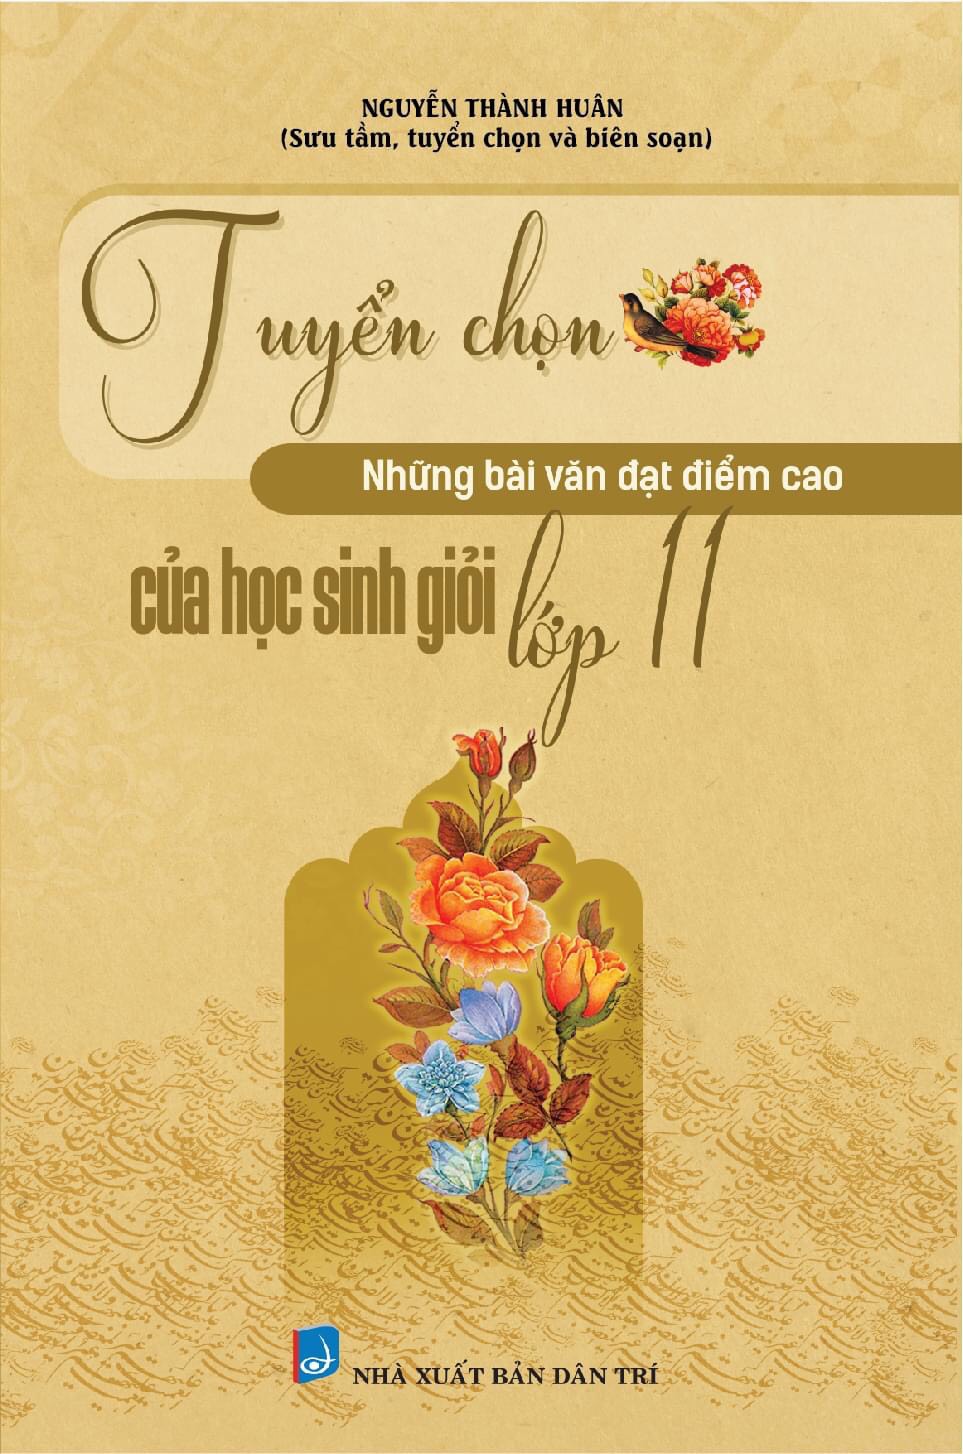 NGUYỄN THÀNH HUÂN
(Sưu tầm, tuyển chọn và biên soạn)
Tuyển chọn
Những bài văn đạt điểm cao
của học sinh giỏi lớp 11
NHÀ XUẤT BẢN DÂN TRÍ